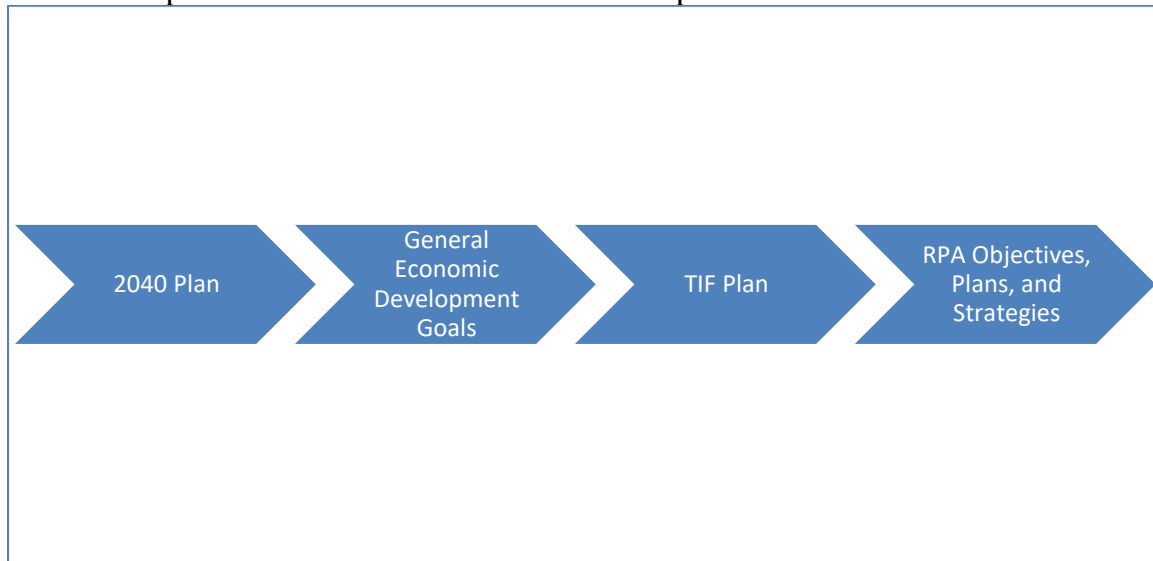 2040 Plan
General
Economic
Development
Goals
TIF Plan
RPA Objectives,
Plans, and
Strategies